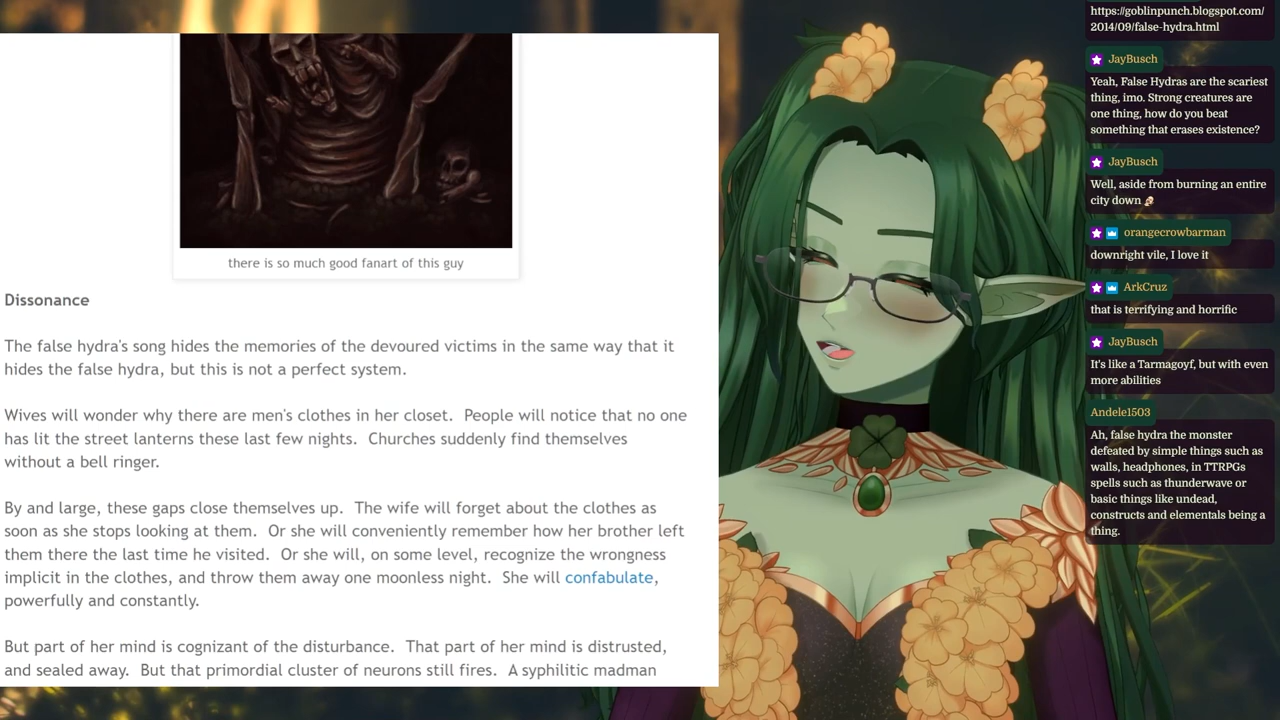 there is so much good fanart of this guy
Dissonance
The false hydra's song hides the memories of the devoured victims in the same way that it
hides the false hydra, but this is not a perfect system.
Wives will wonder why there are men's clothes in her closet.  People will notice that no one
has lit the street lanterns these last few nights.  Churches suddenly find themselves
without a bell ringer.
By and large, these gaps close themselves up.  The wife will forget about the clothes as
soon as she stops looking at them.  Or she will conveniently remember how her brother left
them there the last time he visited.  Or she will, on some level, recognize the wrongness
implicit in the clothes, and throw them away one moonless night.  She will confabulate,
powerfully and constantly.
But part of her mind is cognizant of the disturbance.  That part of her mind is distrusted,
and sealed away.  But that primordial cluster of neurons still fires.  A syphilitic madman
https://goblinpunch.blogspot.com/
2014/09/false-hydra.html
JayBusch
Yeah, False Hydras are the scariest
thing, imo. Strong creatures are
one thing, how do you beat
something that erases existence?
JayBusch
Well, aside from burning an entire
city down
orangecrowbarman
downright vile, I love it
ArkCruz
that is terrifying and horrific
JayBusch
It's like a Tarmagoyf, but with even
more abilities
Andele1503
Ah, false hydra the monster
defeated by simple things such as
walls, headphones, in TTRPGs
spells such as thunderwave or
basic things like undead,
constructs and elementals being a
thing.